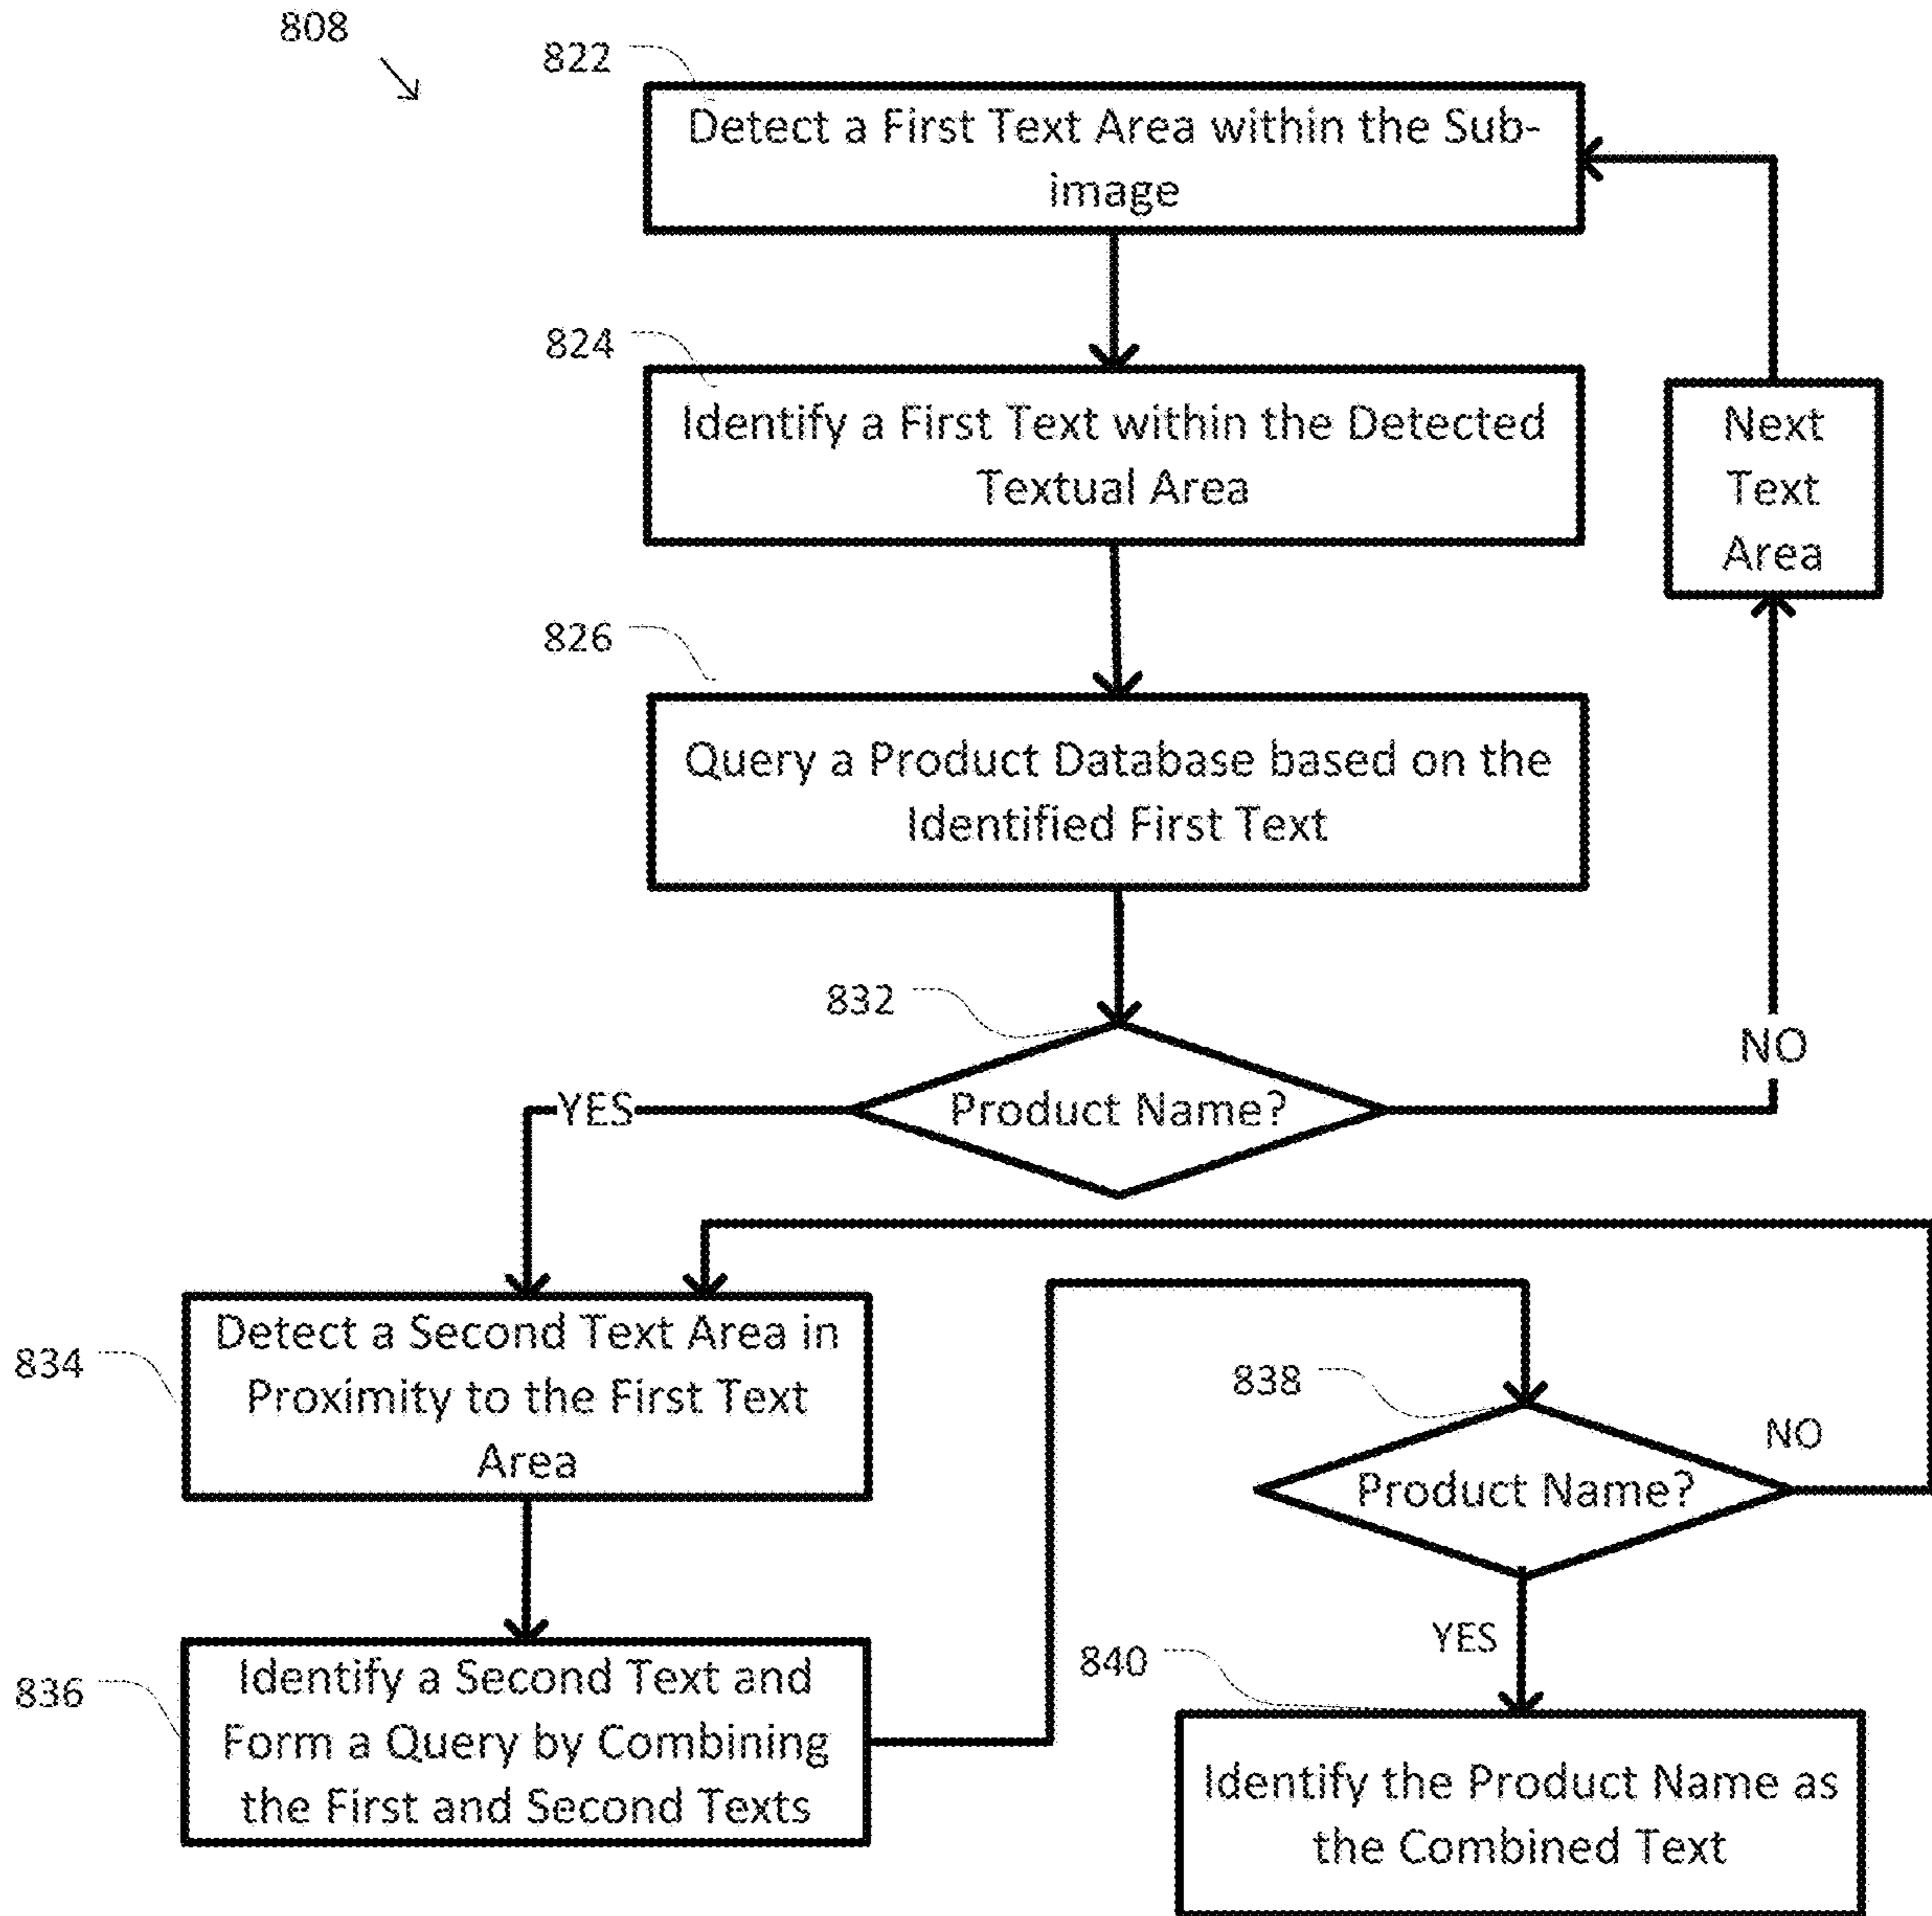 808
822
Detect a First Text Area within the Sub-
image
824
Identify a First Text within the Detected
Textual Area
Next
Text
Area
826
Query a Product Database based on the
Identified First Text
832
Product Name?
YES
NO
834
Detect a Second Text Area in
Proximity to the First Text
Area
838
Product Name?
NO
YES
836
Identify a Second Text and
Form a Query by Combining
the First and Second Texts
840
Identify the Product Name as
the Combined Text